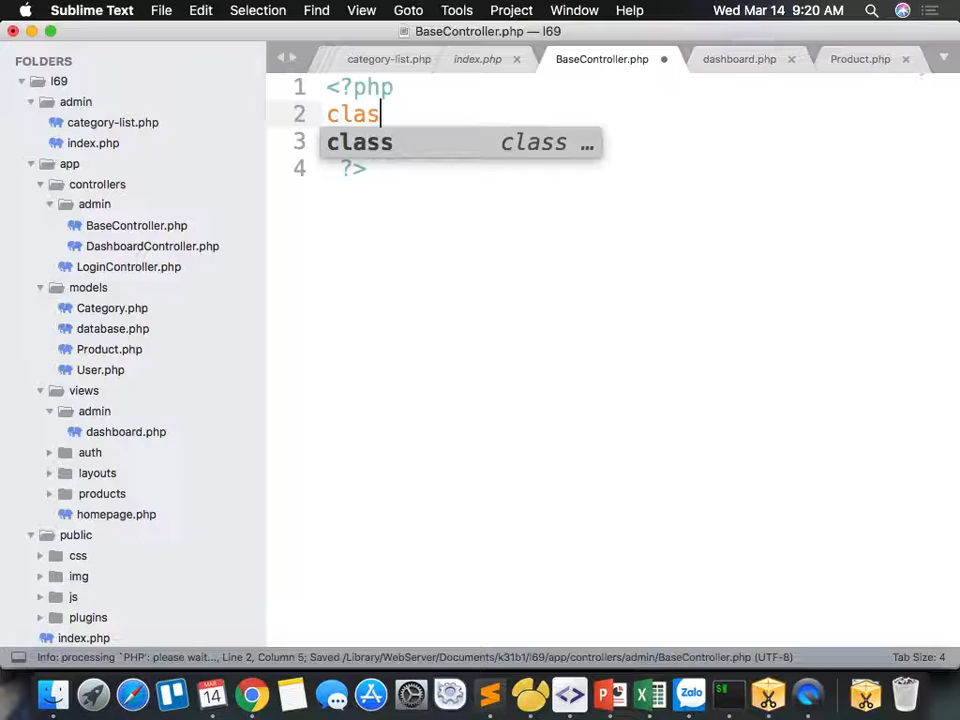 Sublime Text File Edit Selection Find View Goto Tools Project Window Help Wed Mar 14 9:20 AM
BaseController.php — l69
FOLDERS
l69
admin
category-list.php
index.php
app
controllers
admin
BaseController.php
DashboardController.php
LoginController.php
models
Category.php
database.php
Product.php
User.php
views
admin
dashboard.php
auth
layouts
products
homepage.php
public
css
img
js
plugins
index.php
category-list.php index.php BaseController.php dashboard.php Product.php
1 <?php
2 clas
class class …
3
4 ?>
Info: processing `PHP': please wait..., Line 2, Column 5; Saved /Library/WebServer/Documents/k31b1/l69/app/controllers/admin/BaseController.php (UTF-8) Tab Size: 4
MAR
14
Zalo